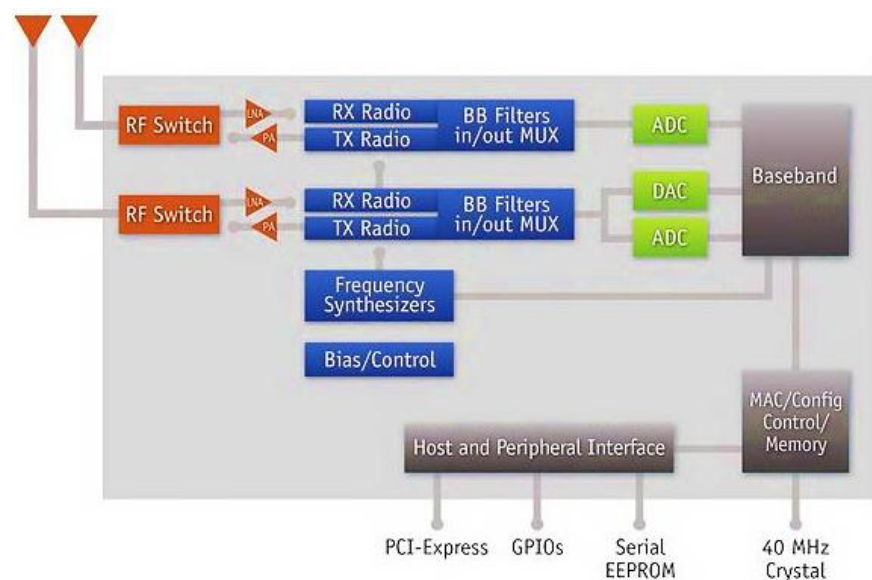 RF Switch
LNA
PA
RX Radio
TX Radio
BB Filters
in/out MUX
ADC
Baseband
RF Switch
LNA
PA
RX Radio
TX Radio
BB Filters
in/out MUX
DAC
ADC
Frequency
Synthesizers
Bias/Control
MAC/Config
Control/
Memory
Host and Peripheral Interface
PCI-Express
GPIOs
Serial
EEPROM
40 MHz
Crystal